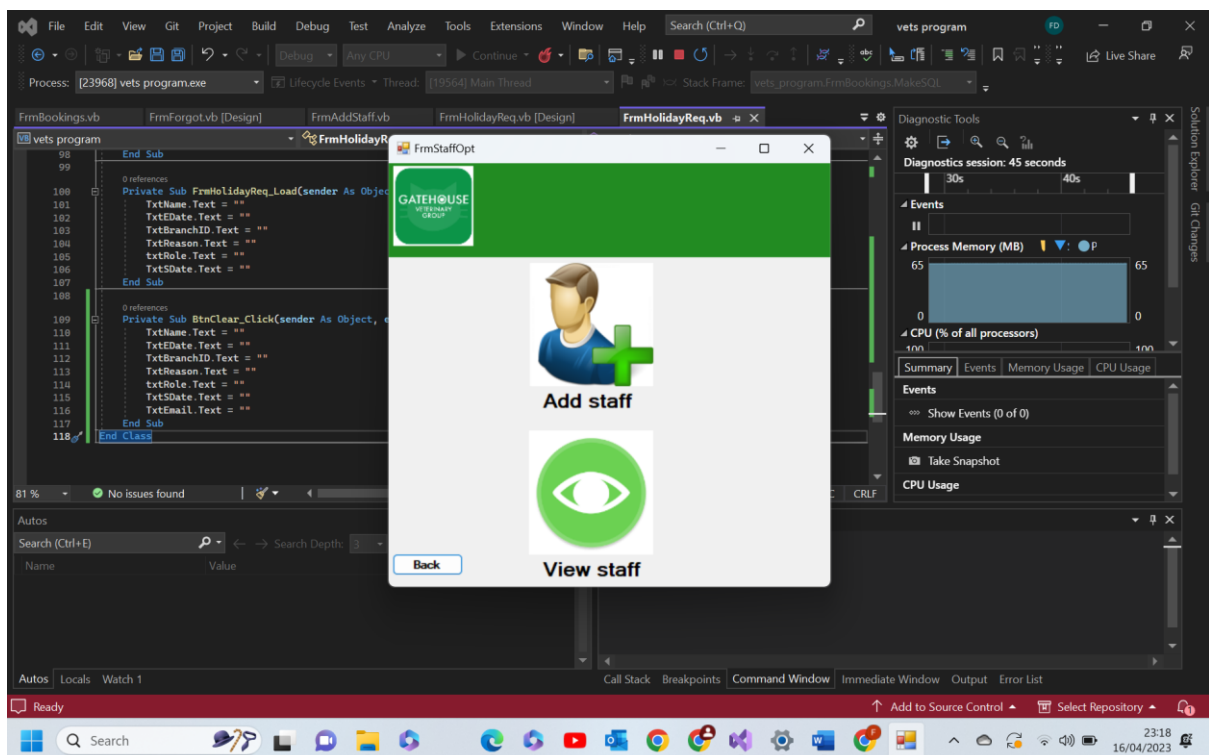 File Edit View Git Project Build Debug Test Analyze Tools Extensions Window Help Search (Ctrl+Q) vets program FD
Debug Any CPU Continue Live Share
Process: [23968] vets program.exe Lifecycle Events Thread: [19564] Main Thread Stack Frame: vets_program.FrmBookings.MakeSQL
FrmBookings.vb FrmForgot.vb [Design] FrmAddStaff.vb FrmHolidayReq.vb [Design] FrmHolidayReq.vb
vets program FrmHolidayR
98 End Sub
99
0 references
100 Private Sub FrmHolidayReq_Load(sender As Objec
101 TxtName.Text = ""
102 TxtEDate.Text = ""
103 TxtBranchID.Text = ""
104 TxtReason.Text = ""
105 txtRole.Text = ""
106 TxtSDate.Text = ""
107 End Sub
108
0 references
109 Private Sub BtnClear_Click(sender As Object, e
110 TxtName.Text = ""
111 TxtEDate.Text = ""
112 TxtBranchID.Text = ""
113 TxtReason.Text = ""
114 txtRole.Text = ""
115 TxtSDate.Text = ""
116 TxtEmail.Text = ""
117 End Sub
118 End Class
81 % No issues found CRLF
FrmStaffOpt
GATEHOUSE
VETERINARY
GROUP
Add staff
View staff
Back
Diagnostic Tools
Diagnostics session: 45 seconds
30s 40s
Events
Process Memory (MB) P
65 65
0 0
CPU (% of all processors)
100 100
Summary Events Memory Usage CPU Usage
Events
Show Events (0 of 0)
Memory Usage
Take Snapshot
CPU Usage
Solution Explorer
Git Changes
Autos
Search (Ctrl+E) Search Depth: 3
Name Value
Autos Locals Watch 1
Call Stack Breakpoints Command Window Immediate Window Output Error List
Ready Add to Source Control Select Repository
Search
23:18
16/04/2023